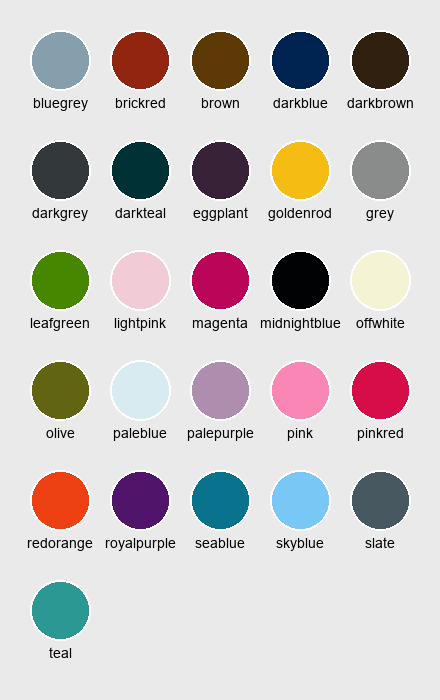 bluegrey brickred brown darkblue darkbrown
darkgrey darkteal eggplant goldenrod grey
leafgreen lightpink magenta midnightblue offwhite
olive paleblue palepurple pink pinkred
redorange royalpurple seablue skyblue slate
teal